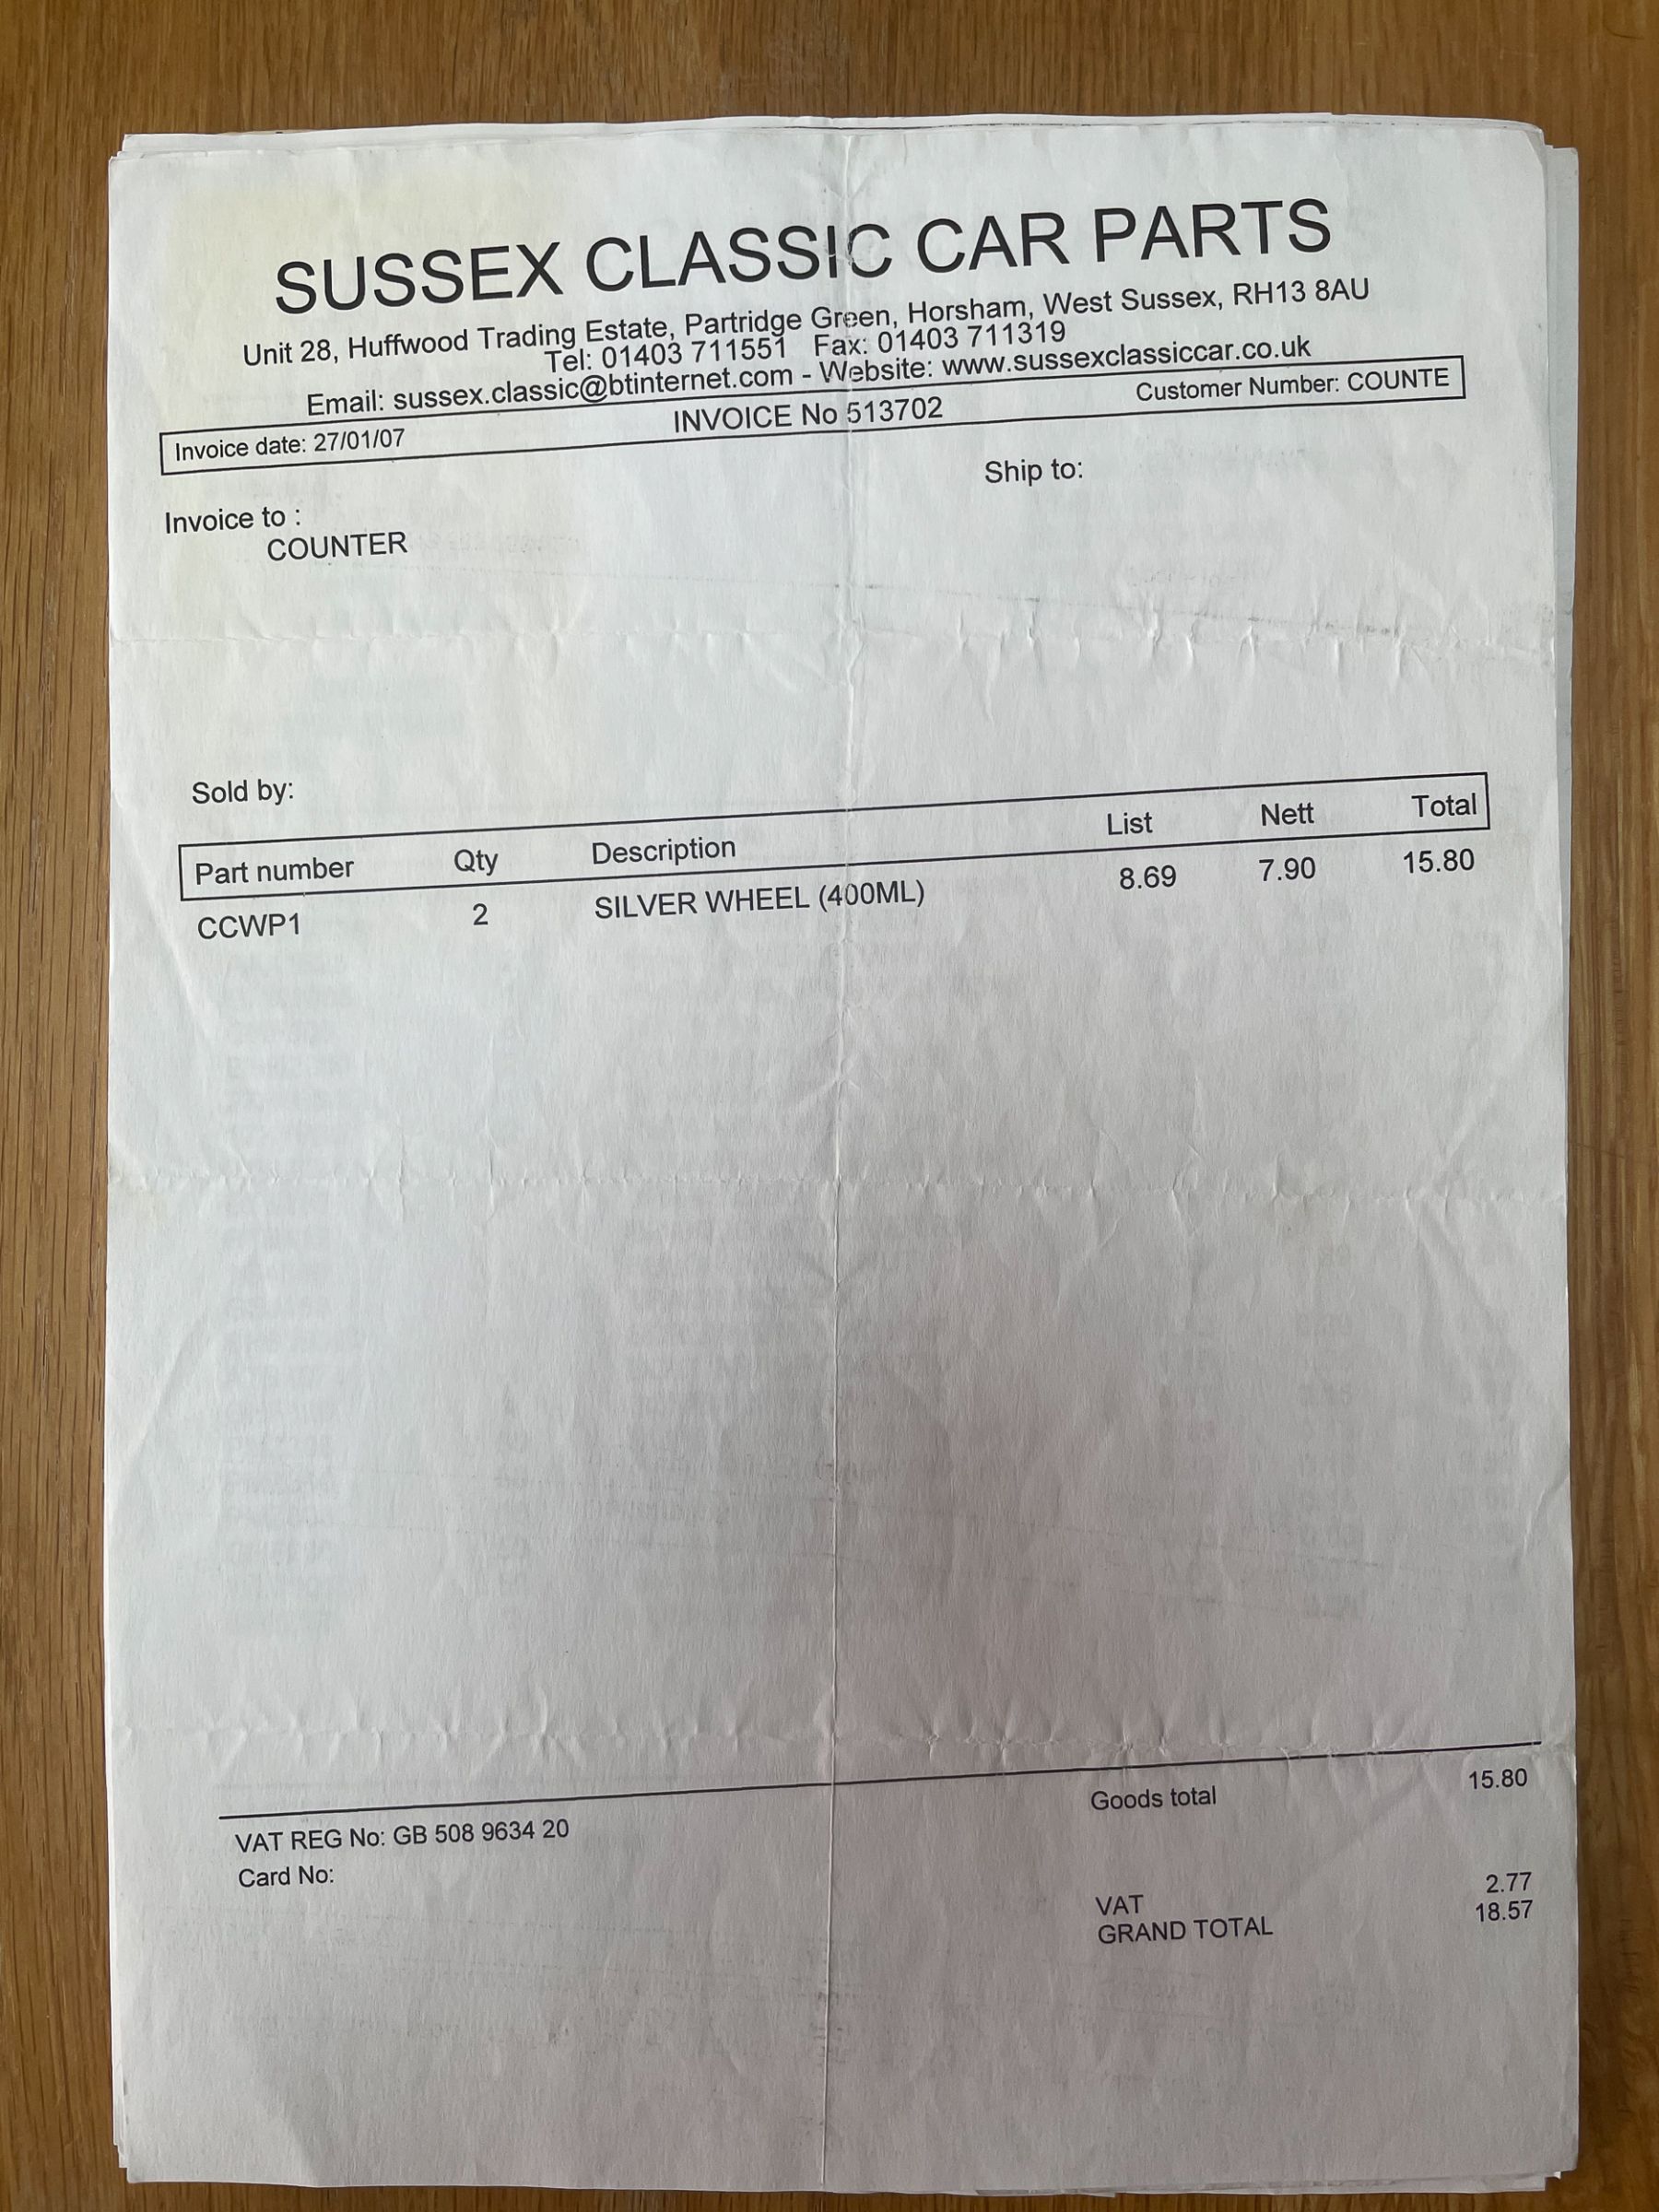 SUSSEX CLASSIC CAR PARTS
Unit 28, Huffwood Trading Estate, Partridge Green, Horsham, West Sussex, RH13 8AU
Tel: 01403 711551 Fax: 01403 711319
Email: sussex.classic@btinternet.com - Website: www.sussexclassiccar.co.uk
Invoice date: 27/01/07 INVOICE No 513702 Customer Number: COUNTE
Ship to:
Invoice to :
COUNTER
Sold by:
Part number Qty Description List Nett Total
CCWP1 2 SILVER WHEEL (400ML) 8.69 7.90 15.80
Goods total 15.80
VAT REG No: GB 508 9634 20
Card No:
VAT 2.77
GRAND TOTAL 18.57